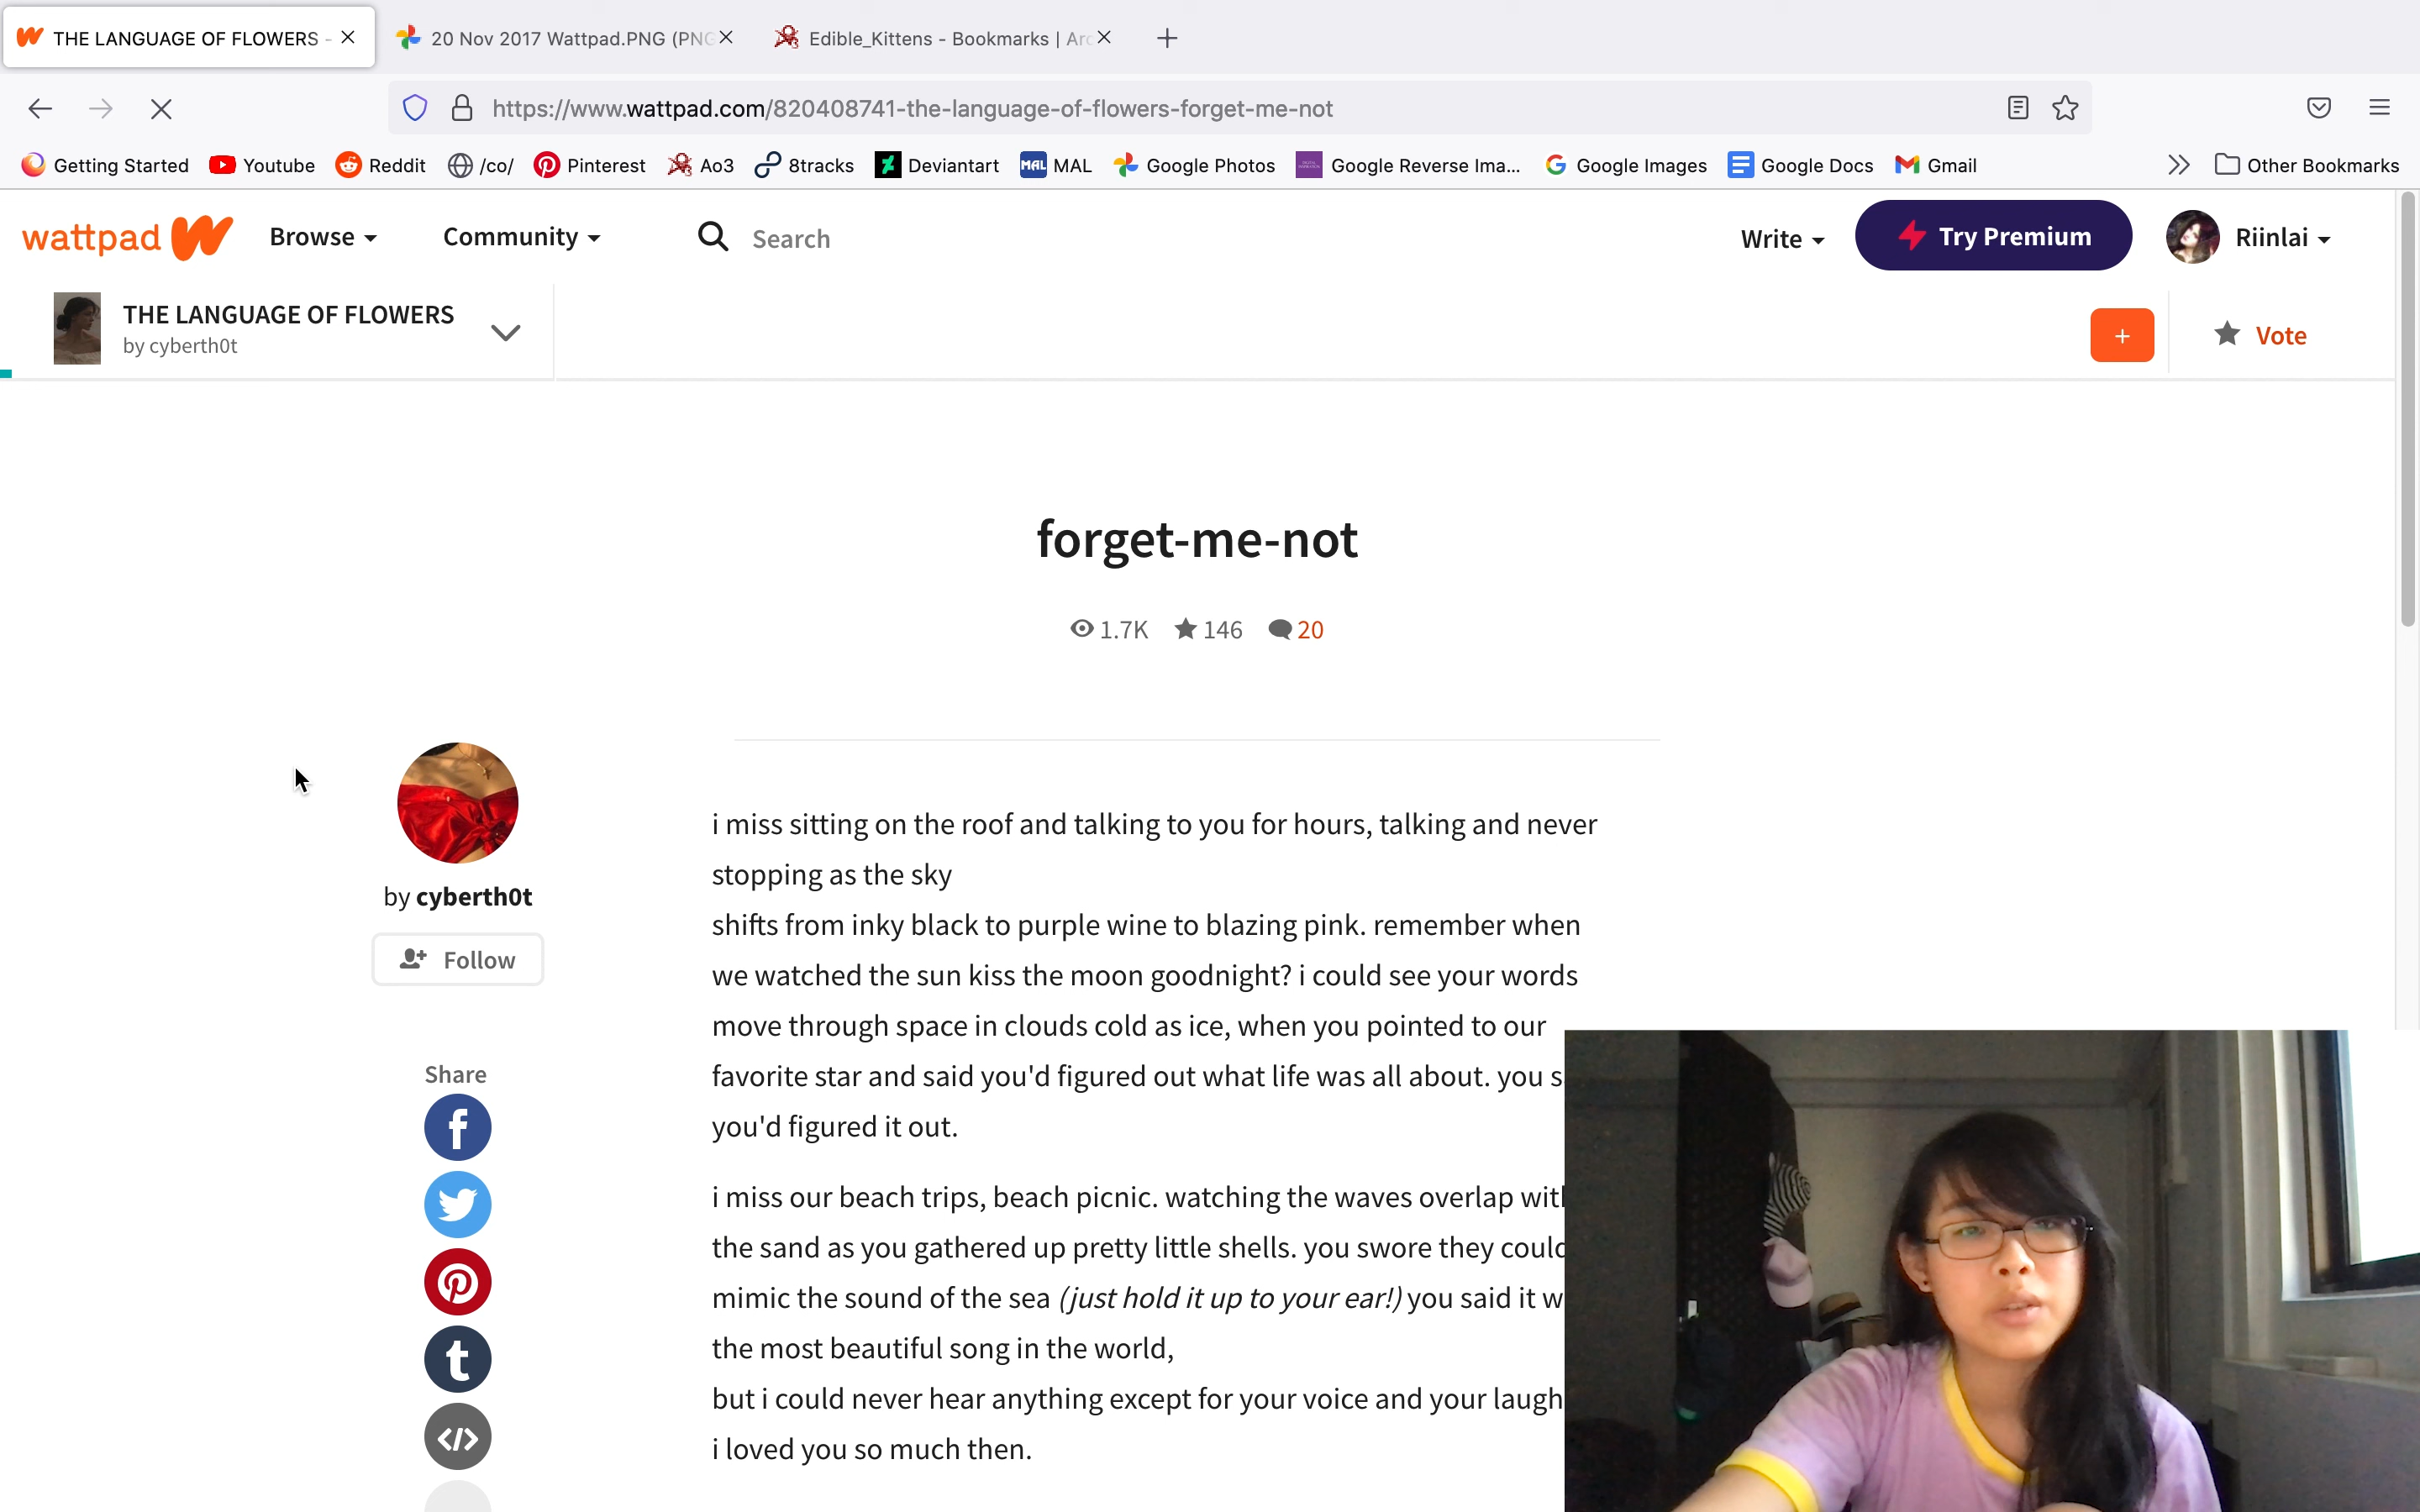 THE LANGUAGE OF FLOWERS -
20 Nov 2017 Wattpad.PNG (PNG
Edible_Kittens - Bookmarks | Arc
https://www.wattpad.com/820408741-the-language-of-flowers-forget-me-not
Getting Started Youtube Reddit /co/ Pinterest Ao3 8tracks Deviantart MAL MAL Google Photos Google Reverse Ima... Google Images Google Docs Gmail Other Bookmarks
wattpad Browse Community Search Write Try Premium Riinlai
THE LANGUAGE OF FLOWERS
by cyberth0t
+ Vote
forget-me-not
1.7K 146 20
by cyberth0t
Follow
Share
i miss sitting on the roof and talking to you for hours, talking and never
stopping as the sky
shifts from inky black to purple wine to blazing pink. remember when
we watched the sun kiss the moon goodnight? i could see your words
move through space in clouds cold as ice, when you pointed to our
favorite star and said you'd figured out what life was all about. you s
you'd figured it out.
i miss our beach trips, beach picnic. watching the waves overlap with
the sand as you gathered up pretty little shells. you swore they could
mimic the sound of the sea (just hold it up to your ear!) you said it w
the most beautiful song in the world,
but i could never hear anything except for your voice and your laugh
i loved you so much then.